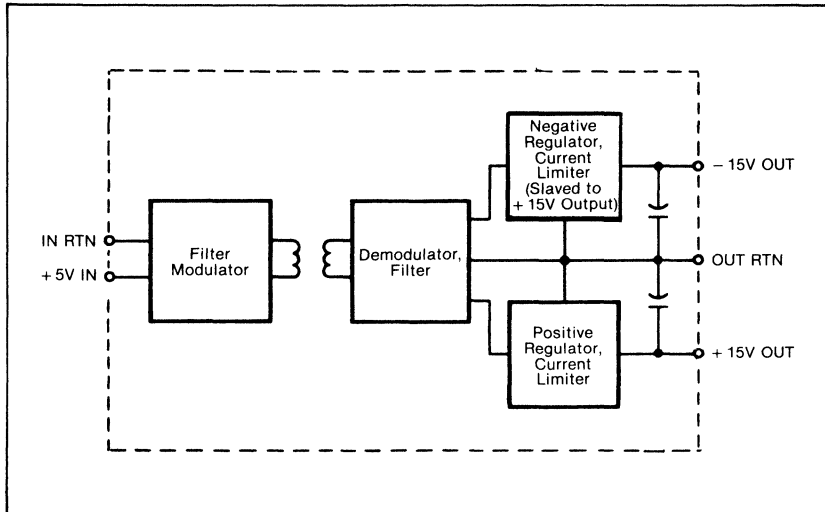 Negative
Regulator,
Current
Limiter
(Slaved to
+ 15V Output)
- 15V OUT
IN RTN
+ 5V IN
Filter
Modulator
Demodulator,
Filter
OUT RTN
Positive
Regulator,
Current
Limiter
+ 15V OUT